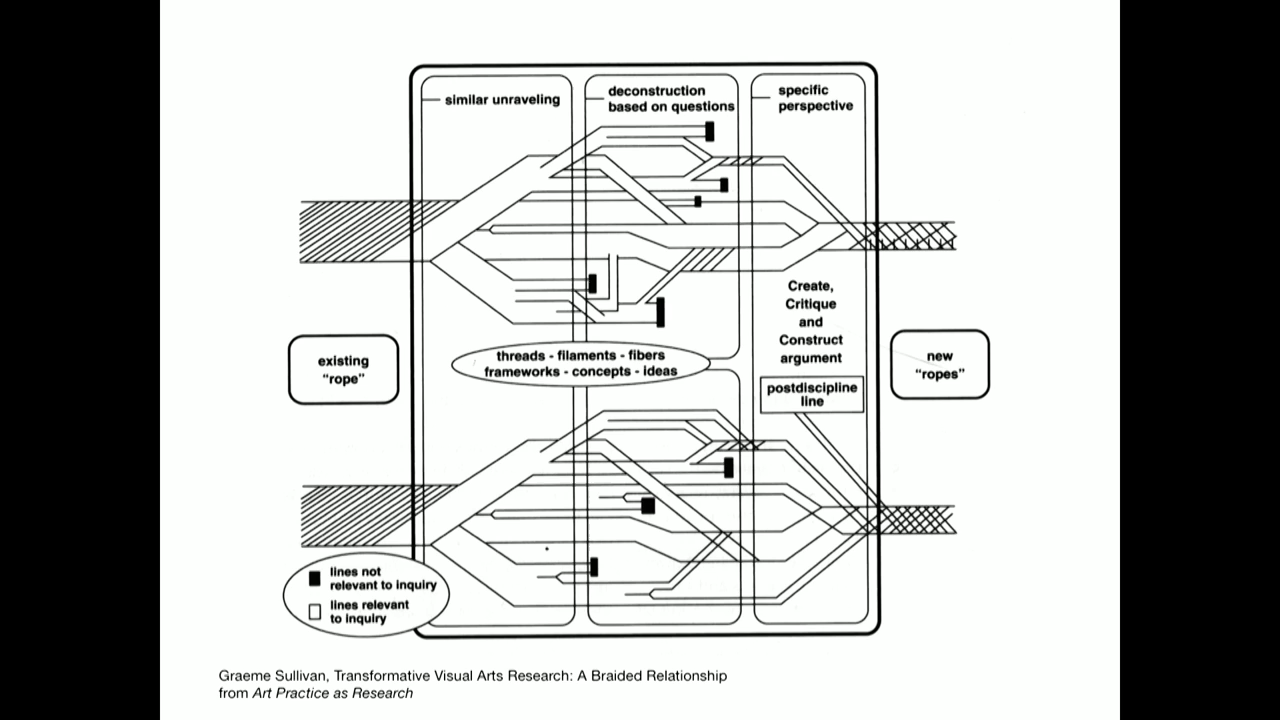 similar unraveling
deconstruction
based on questions
specific
perspective
Create,
Critique
and
Construct
argument
existing
“rope”
threads - filaments - fibers
frameworks - concepts - ideas
new
“ropes”
postdiscipline
line
lines not
relevant to inquiry
lines relevant
to inquiry
Graeme Sullivan, Transformative Visual Arts Research: A Braided Relationship
from Art Practice as Research